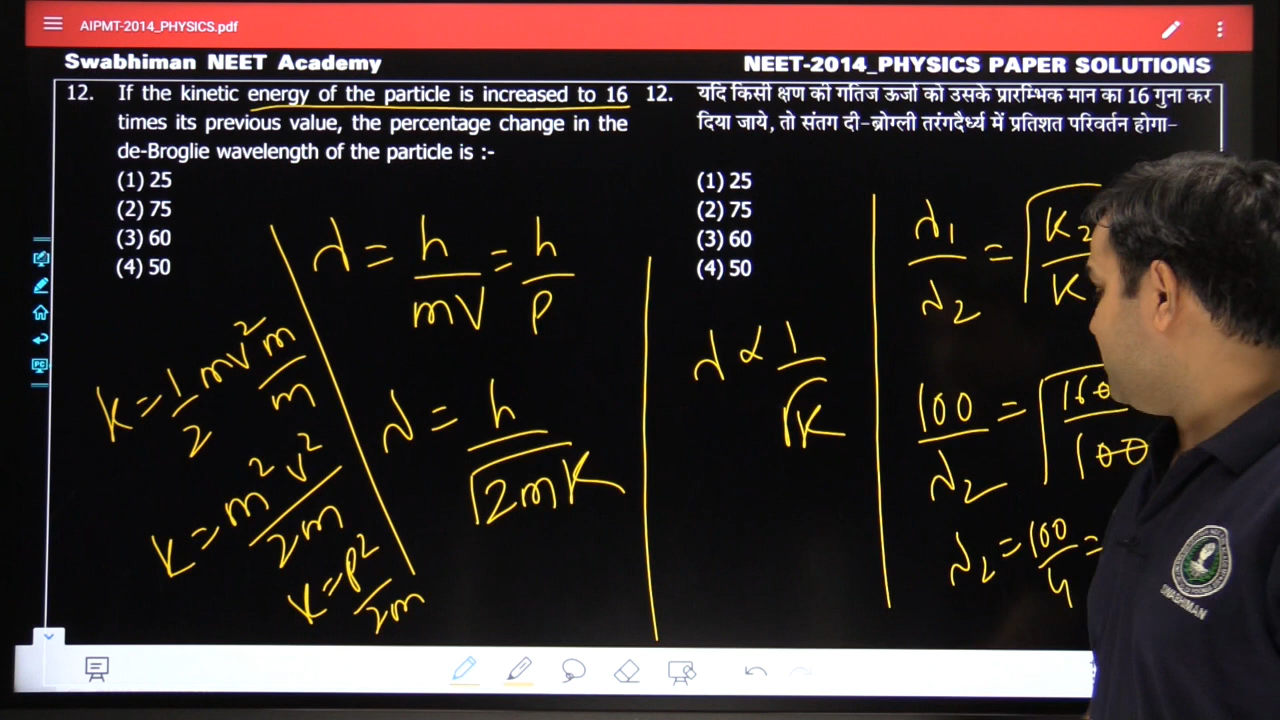 AIPMT-2014_PHYSICS.pdf
Swabhiman NEET Academy
NEET-2014_PHYSICS PAPER SOLUTIONS
12. If the kinetic energy of the particle is increased to 16
times its previous value, the percentage change in the
de-Broglie wavelength of the particle is :-
(1) 25
(2) 75
(3) 60
(4) 50
12. यदि किसी क्षण की गतिज ऊर्जा को उसके प्रारम्भिक मान का 16 गुना कर
दिया जाये, तो संतग दी-ब्रोग्ली तरंगदैर्ध्य में प्रतिशत परिवर्तन होगा-
(1) 25
(2) 75
(3) 60
(4) 50
K = 1/2 mv² m/m
K = m²v²/2m
K = P²/2m
λ = h/mV = h/P
λ = h/√2mK
λ ∝ 1/√K
λ1/λ2 = √K2/K
100/λ2 = √160/100
λ2 = 100/4 =
PC
SWABHIMAN